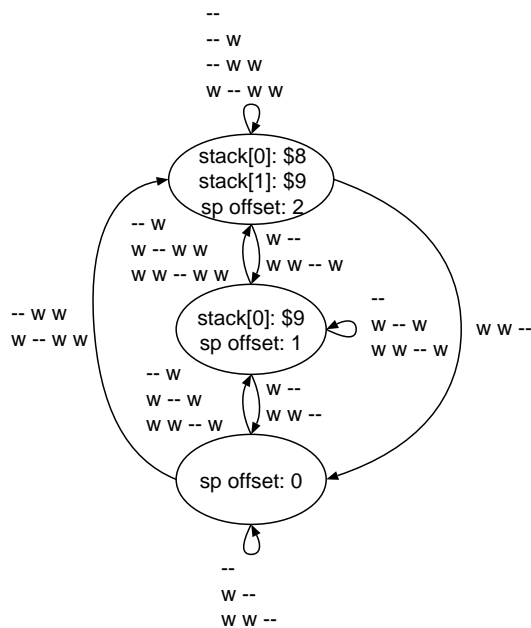 --
-- w
-- w w
w -- w w
stack[0]: $8
stack[1]: $9
sp offset: 2
-- w
w -- w w
w w -- w w
w --
w w -- w
-- w w
w -- w w
stack[0]: $9
sp offset: 1
--
w -- w
w w -- w
w w --
-- w
w -- w
w w -- w
w --
w w --
sp offset: 0
--
w --
w w --